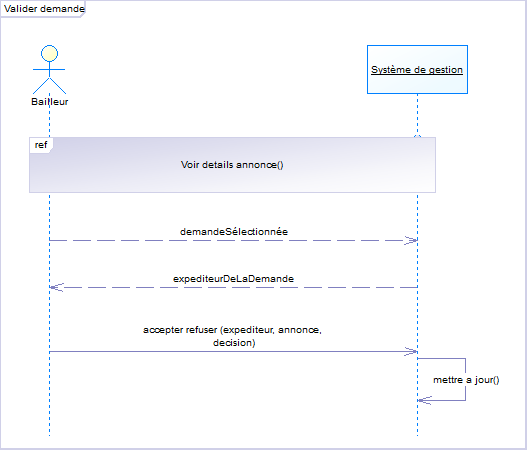 Valider demande
Système de gestion
Bailleur
ref
Voir details annonce()
demandeSélectionnée
expediteurDeLaDemande
accepter refuser (expediteur, annonce,
decision)
mettre a jour()